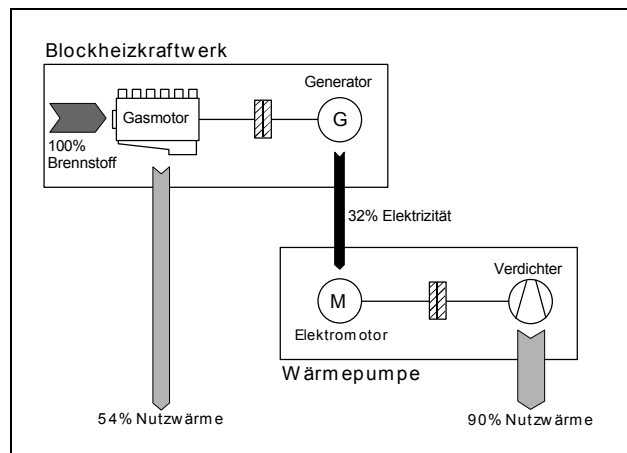 Blockheizkraftwerk
Generator
Gasmotor
G
100%
Brennstoff
32% Elektrizität
Verdichter
M
Elektromotor
Wärmepumpe
54% Nutzwärme
90% Nutzwärme